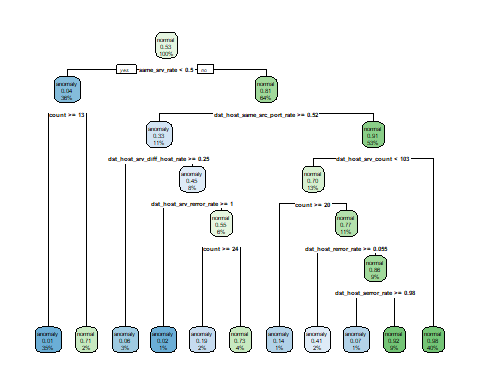 normal
0.53
100%
yes same_srv_rate < 0.5 no
anomaly
0.04
36%
normal
0.81
64%
count >= 13
dst_host_same_src_port_rate >= 0.52
anomaly
0.33
11%
normal
0.91
53%
dst_host_srv_diff_host_rate >= 0.25
dst_host_srv_count < 103
anomaly
0.45
8%
normal
0.70
13%
dst_host_srv_rerror_rate >= 1
count >= 20
normal
0.55
6%
normal
0.77
11%
count >= 24
dst_host_rerror_rate >= 0.055
normal
0.86
9%
dst_host_serror_rate >= 0.98
anomaly
0.01
35%
normal
0.71
2%
anomaly
0.06
3%
anomaly
0.02
1%
anomaly
0.19
2%
normal
0.73
4%
anomaly
0.14
1%
anomaly
0.41
2%
anomaly
0.07
1%
normal
0.92
9%
normal
0.98
40%